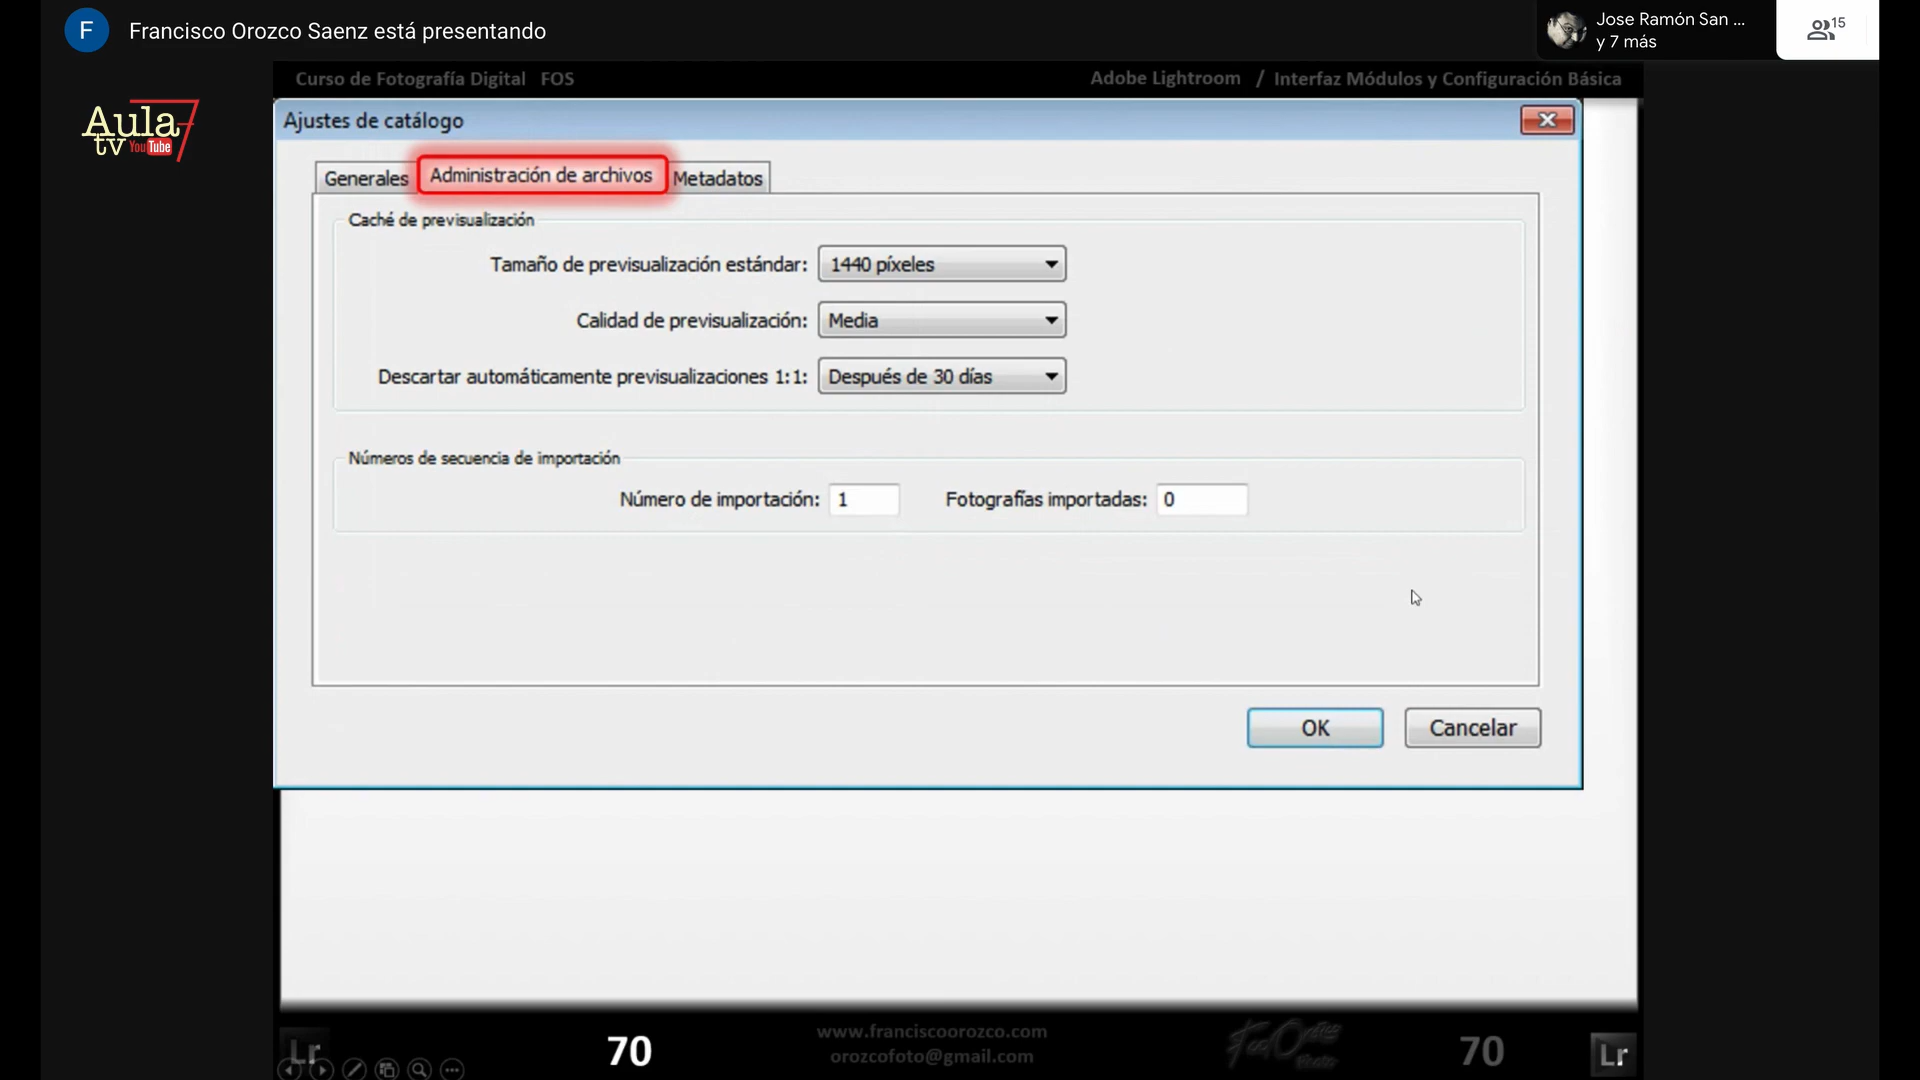 F Francisco Orozco Saenz está presentando
Jose Ramón San ...
y 7 más
15
Aula 7
tv YouTube
Curso de Fotografía Digital FOS
Adobe Lightroom / Interfaz Módulos y Configuración Básica
Ajustes de catálogo
Generales Administración de archivos Metadatos
Caché de previsualización
Tamaño de previsualización estándar: 1440 píxeles
Calidad de previsualización: Media
Descartar automáticamente previsualizaciones 1:1: Después de 30 días
Números de secuencia de importación
Número de importación: 1 Fotografías importadas: 0
OK Cancelar
Lr
70
www.franciscoorozco.com
orozcofoto@gmail.com
70
Lr